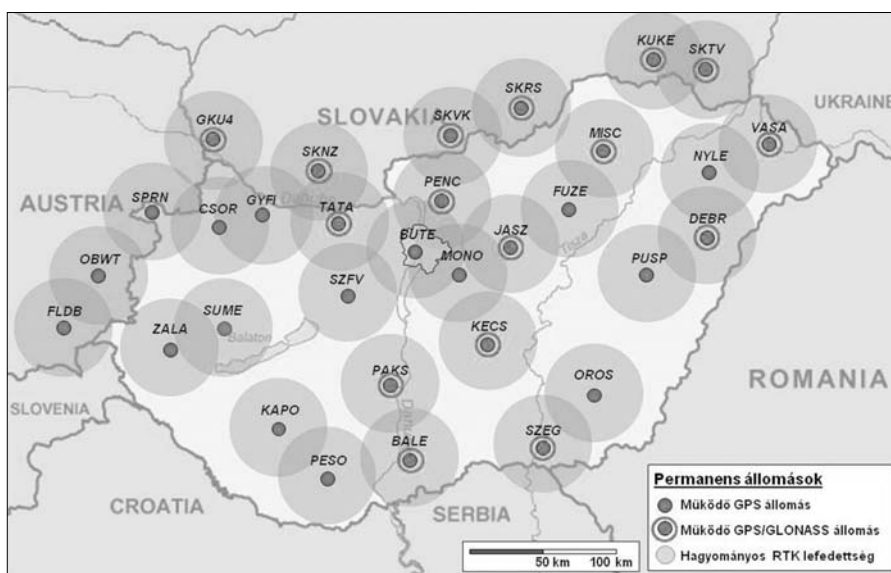 KUKE
SKTV
SKRS
SKVK
SLOVAKIA
UKRAINE
GKU4
VASA
MISC
NYLE
SKNZ
PENC
FUZE
AUSTRIA
SPRN
CSOR
GYFI
Danube
TATA
DEBR
BUTE
JASZ
Tisza
MONO
PUSP
OBWT
SZFV
FLDB
SUME
ZALA
Balaton
KECS
PAKS
OROS
ROMANIA
SLOVENIA
KAPO
Danube
SZEG
BALE
PESO
CROATIA
SERBIA
Permanens állomások
Működő GPS állomás
Működő GPS/GLONASS állomás
Hagyományos RTK lefedettség
50 km
100 km